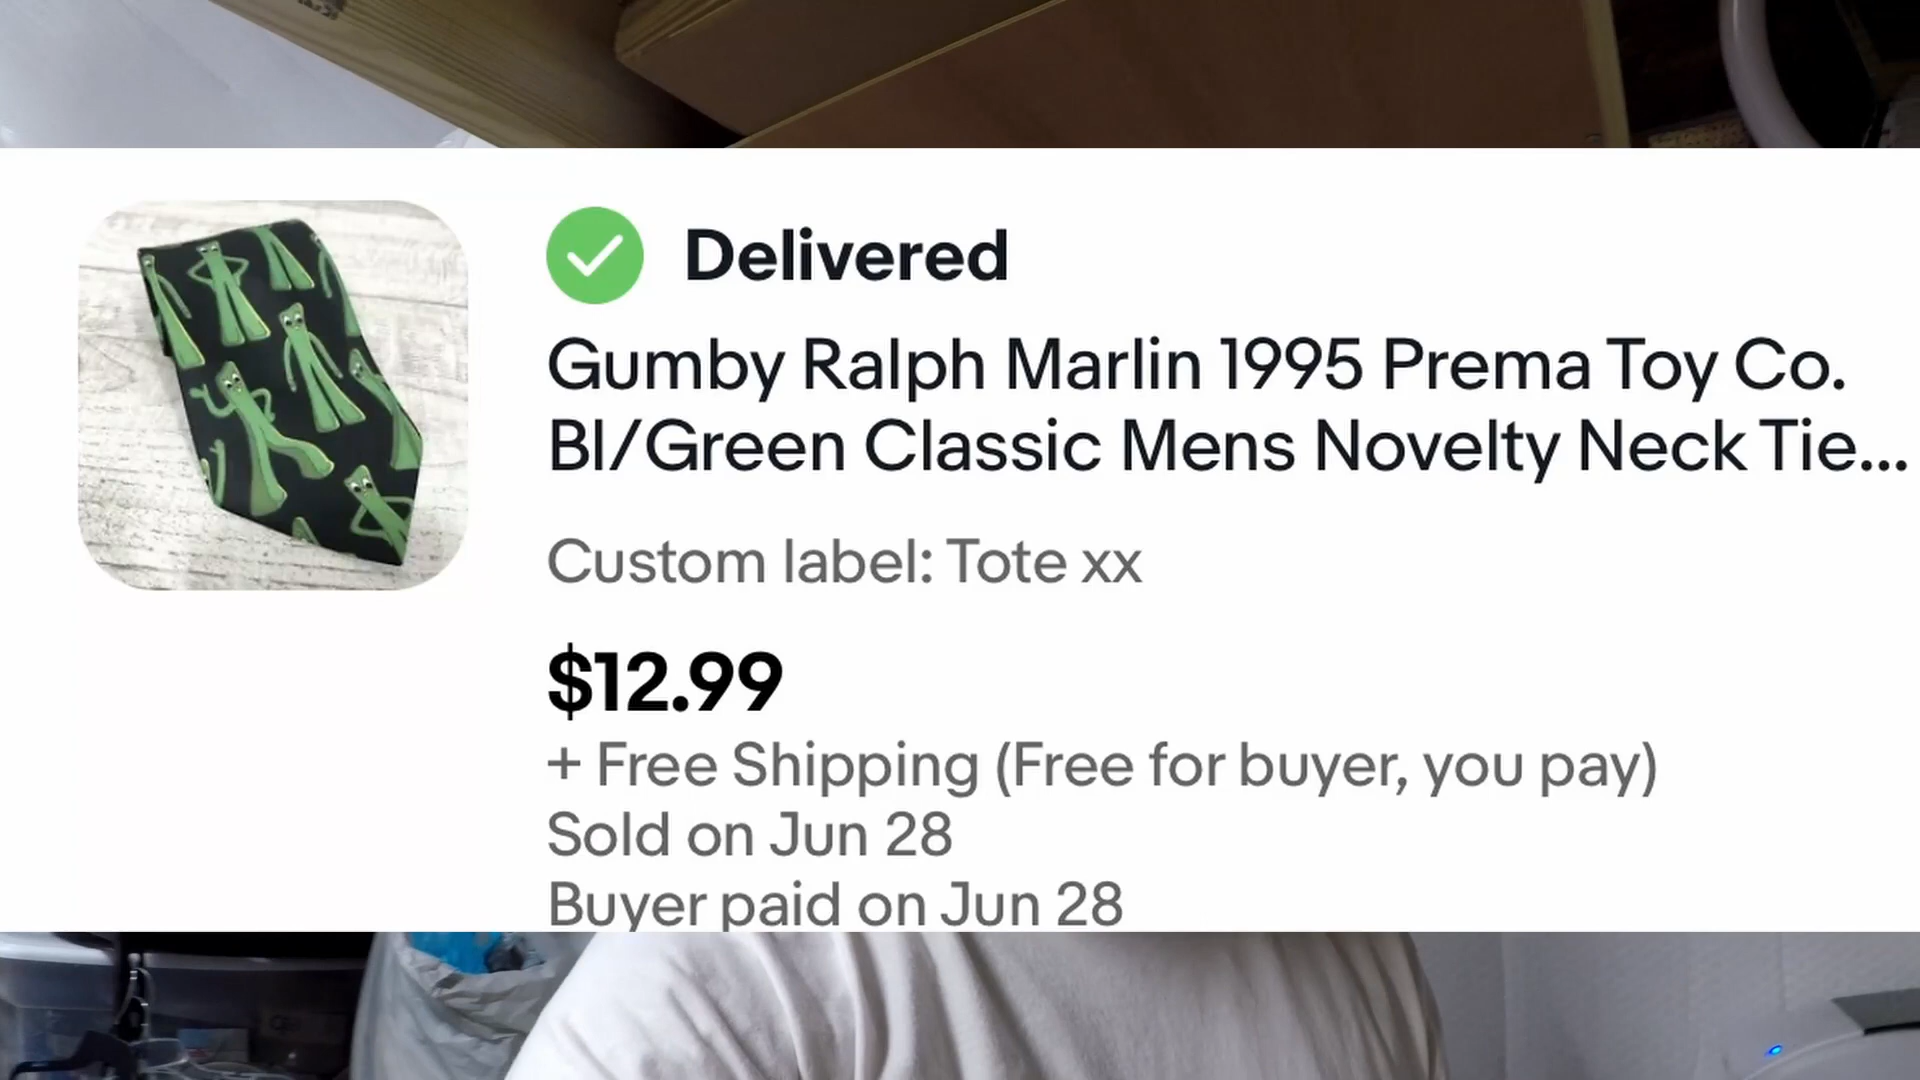 Delivered
Gumby Ralph Marlin 1995 Prema Toy Co.
Bl/Green Classic Mens Novelty Neck Tie...
Custom label: Tote xx
$12.99
+ Free Shipping (Free for buyer, you pay)
Sold on Jun 28
Buyer paid on Jun 28